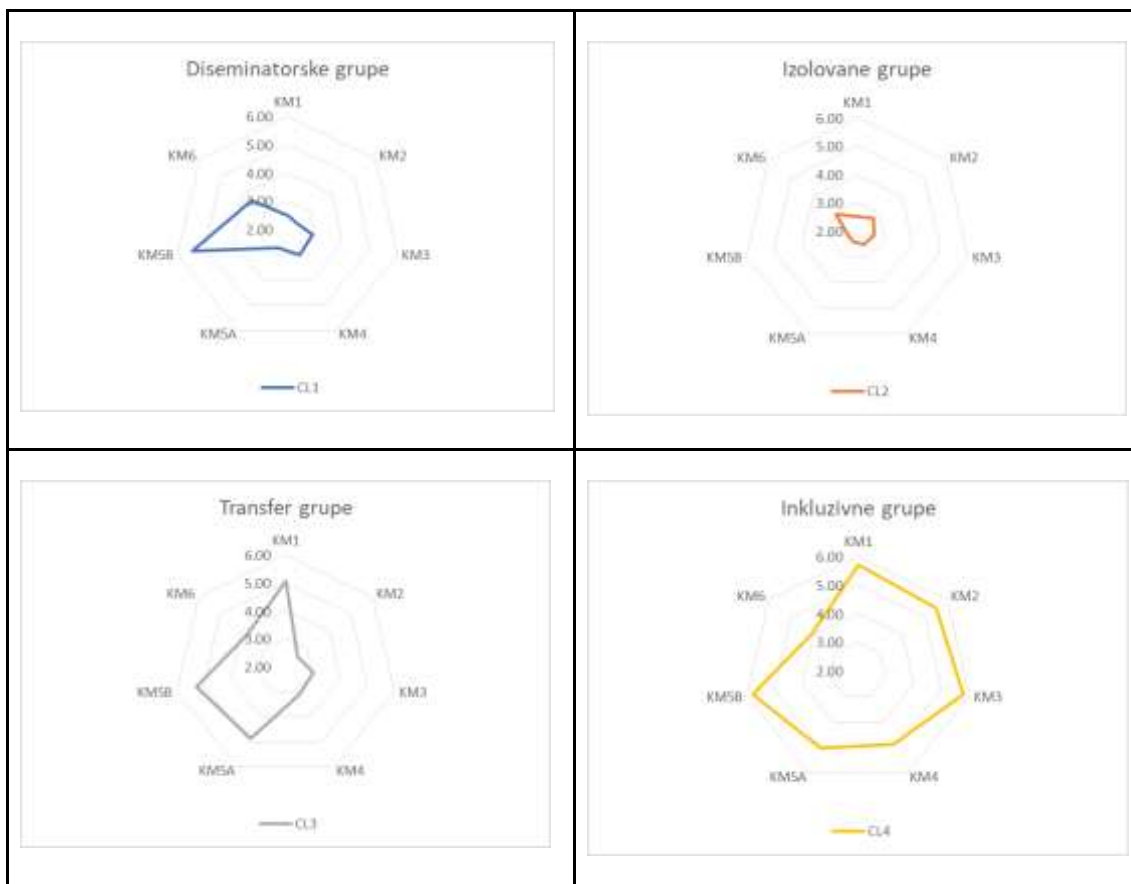 Diseminatorske grupe
KM1
6.00
5.00
4.00
3.00
2.00
KM2
KM3
KM4
KM5A
KM5B
KM6
CL1
Izolovane grupe
KM1
6.00
5.00
4.00
3.00
2.00
KM2
KM3
KM4
KM5A
KM5B
KM6
CL2
Transfer grupe
KM1
6.00
5.00
4.00
3.00
2.00
KM2
KM3
KM4
KM5A
KM5B
KM6
CL3
Inkluzivne grupe
KM1
6.00
5.00
4.00
3.00
2.00
KM2
KM3
KM4
KM5A
KM5B
KM6
CL4